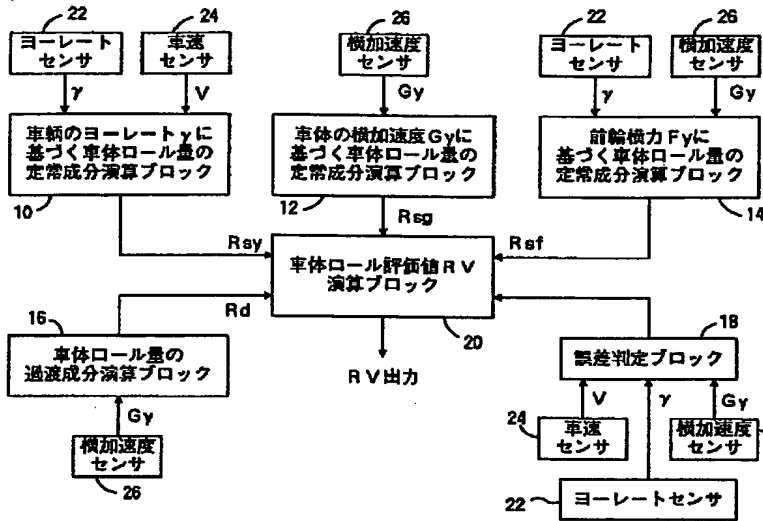 22
24
26
22
26
ヨーレート
センサ
車速
センサ
横加速度
センサ
ヨーレート
センサ
横加速度
センサ
γ
V
Gy
γ
Gy
車輌のヨーレートγに
基づく車体ロール量の
定常成分演算ブロック
車体の横加速度Gyに
基づく車体ロール量の
定常成分演算ブロック
前輪横力Fyに
基づく車体ロール量の
定常成分演算ブロック
10
12
14
Rsy
Rsg
Rsf
車体ロール評価値RV
演算ブロック
20
16
Rd
18
車体ロール量の
過渡成分演算ブロック
RV出力
誤差判定ブロック
Gy
V
γ
Gy
横加速度
センサ
26
24
車速
センサ
横加速度
センサ
22
ヨーレートセンサ